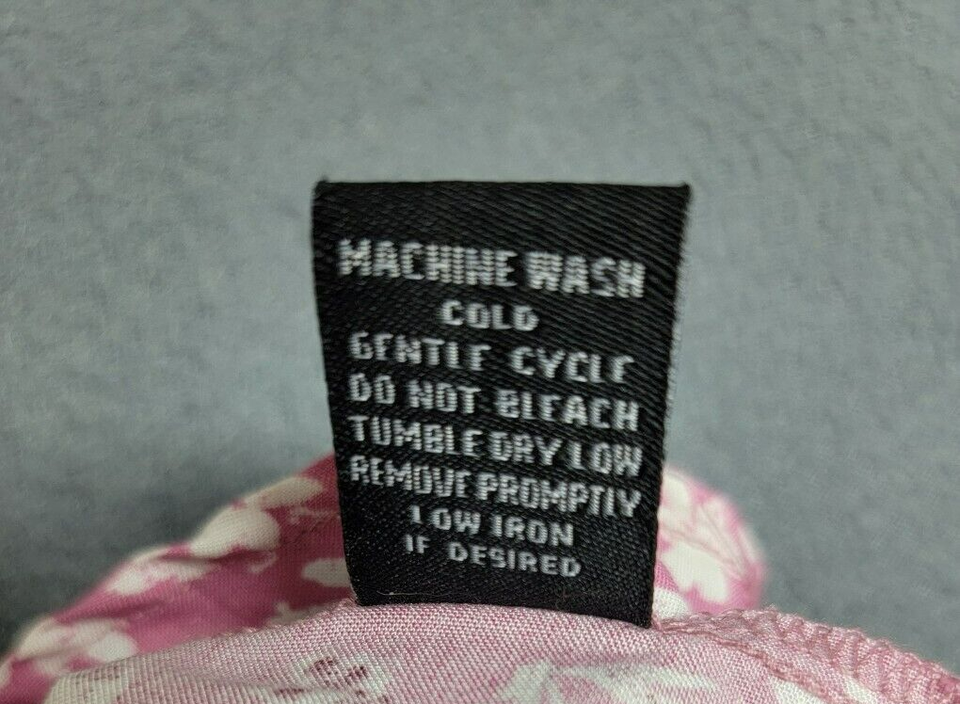 MACHINE WASH
COLD
GENTLE CYCLE
DO NOT BLEACH
TUMBLE DRY LOW
REMOVE PROMPTLY
LOW IRON
IF DESIRED